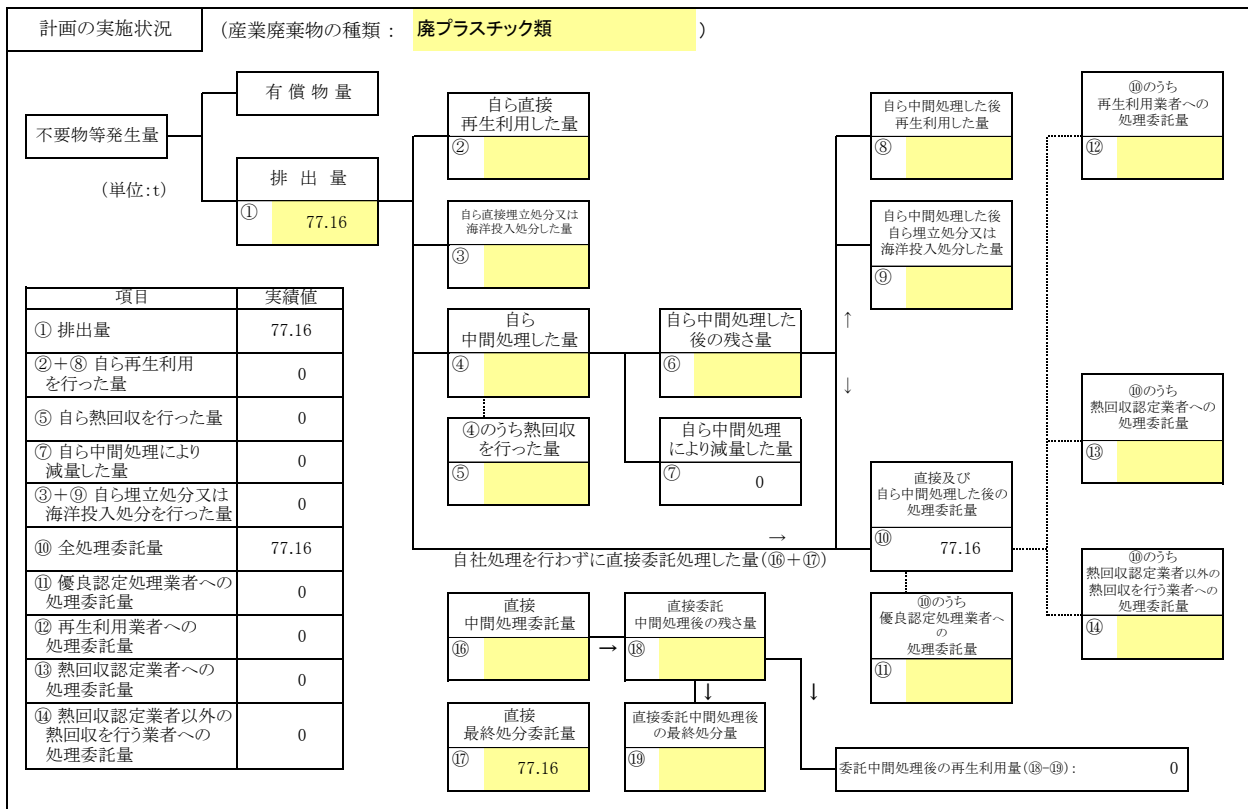 計画の実施状況
(産業廃棄物の種類: 廃プラスチック類 )
不要物等発生量
(単位:t)
有償物量
排出量
① 77.16
自ら直接
再生利用した量
②
自ら直接埋立処分又は
海洋投入処分した量
③
自ら
中間処理した量
④
④のうち熱回収
を行った量
⑤
自ら中間処理した
後の残さ量
⑥
自ら中間処理
により減量した量
⑦ 0
自ら中間処理した後
再生利用した量
⑧
自ら中間処理した後
自ら埋立処分又は
海洋投入処分した量
⑨
↑
↓
直接及び
自ら中間処理した後の
処理委託量
⑩ 77.16
→
自社処理を行わずに直接委託処理した量(⑯+⑰)
⑩のうち
優良認定処理業者へ
の
処理委託量
⑪
⑩のうち
再生利用業者への
処理委託量
⑫
⑩のうち
熱回収認定業者への
処理委託量
⑬
⑩のうち
熱回収認定業者以外の
熱回収を行う業者への
処理委託量
⑭
直接
中間処理委託量
⑯
→
直接委託
中間処理後の残さ量
⑱
↓
↓
直接
最終処分委託量
⑰ 77.16
直接委託中間処理後
の最終処分量
⑲
委託中間処理後の再生利用量(⑱-⑲): 0
項目 実績値
① 排出量 77.16
②+⑧ 自ら再生利用
を行った量 0
⑤ 自ら熱回収を行った量 0
⑦ 自ら中間処理により
減量した量 0
③+⑨ 自ら埋立処分又は
海洋投入処分を行った量 0
⑩ 全処理委託量 77.16
⑪ 優良認定処理業者への
処理委託量 0
⑫ 再生利用業者への
処理委託量 0
⑬ 熱回収認定業者への
処理委託量 0
⑭ 熱回収認定業者以外の
熱回収を行う業者への
処理委託量 0